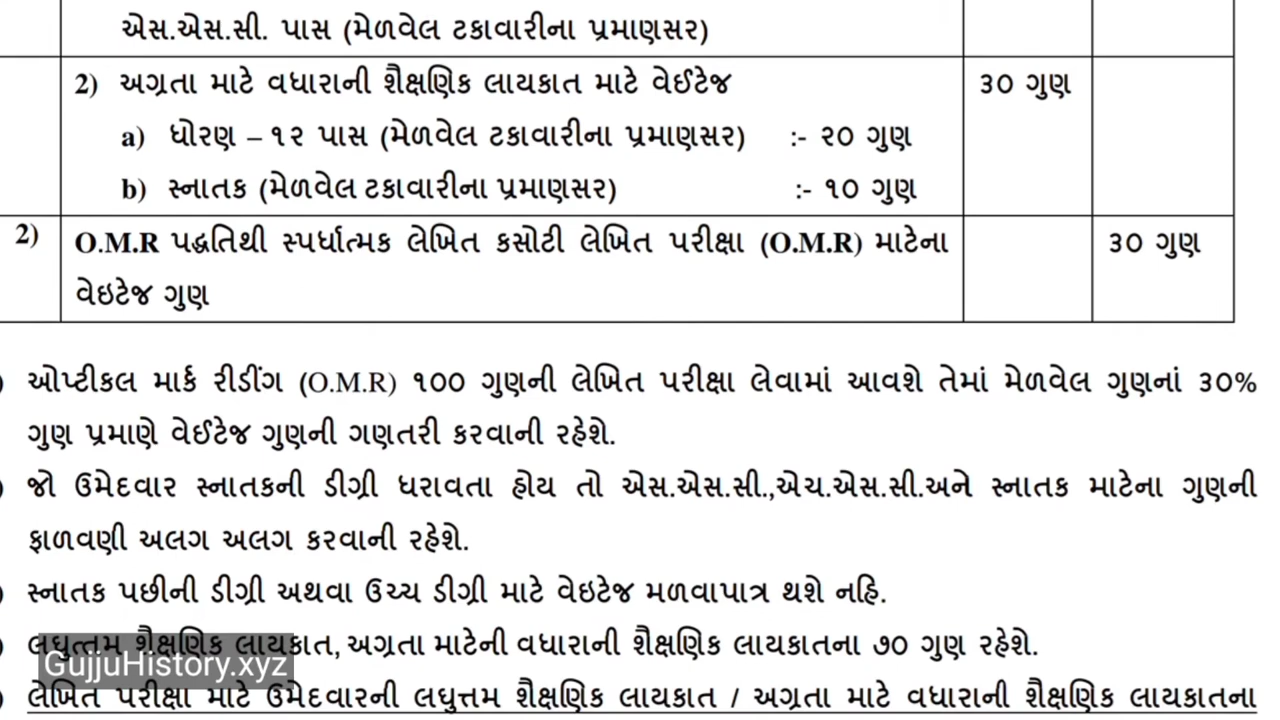 એસ.એસ.સી. પાસ (મેળવેલ ટકાવારીના પ્રમાણસર)
2) અગ્રતા માટે વધારાની શૈક્ષણિક લાયકાત માટે વેઈટેજ ૩૦ ગુણ
a) ધોરણ – ૧૨ પાસ (મેળવેલ ટકાવારીના પ્રમાણસર) :- ૨૦ ગુણ
b) સ્નાતક (મેળવેલ ટકાવારીના પ્રમાણસર) :- ૧૦ ગુણ
2) O.M.R પદ્ધતિથી સ્પર્ધાત્મક લેખિત કસોટી લેખિત પરીક્ષા (O.M.R) માટેના ૩૦ ગુણ
વેઇટેજ ગુણ
) ઓપ્ટીકલ માર્ક રીડીંગ (O.M.R) ૧૦૦ ગુણની લેખિત પરીક્ષા લેવામાં આવશે તેમાં મેળવેલ ગુણનાં ૩૦%
ગુણ પ્રમાણે વેઈટેજ ગુણની ગણતરી કરવાની રહેશે.
) જો ઉમેદવાર સ્નાતકની ડીગ્રી ધરાવતા હોય તો એસ.એસ.સી.,એચ.એસ.સી.અને સ્નાતક માટેના ગુણની
ફાળવણી અલગ અલગ કરવાની રહેશે.
) સ્નાતક પછીની ડીગ્રી અથવા ઉચ્ચ ડીગ્રી માટે વેઇટેજ મળવાપાત્ર થશે નહિ.
) લઘુત્તમ શૈક્ષણિક લાયકાત, અગ્રતા માટેની વધારાની શૈક્ષણિક લાયકાતના ૭૦ ગુણ રહેશે.
GujjuHistory.xyz
) લેખિત પરીક્ષા માટે ઉમેદવારની લઘુત્તમ શૈક્ષણિક લાયકાત / અગ્રતા માટે વધારાની શૈક્ષણિક લાયકાતના